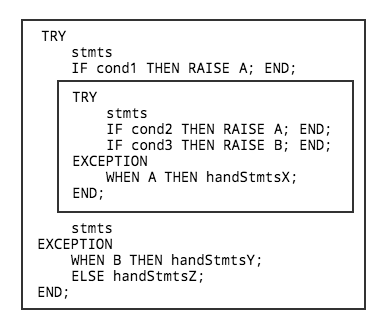 TRY
stmts
IF cond1 THEN RAISE A; END;
TRY
stmts
IF cond2 THEN RAISE A; END;
IF cond3 THEN RAISE B; END;
EXCEPTION
WHEN A THEN handStmtsX;
END;
stmts
EXCEPTION
WHEN B THEN handStmtsY;
ELSE handStmtsZ;
END;